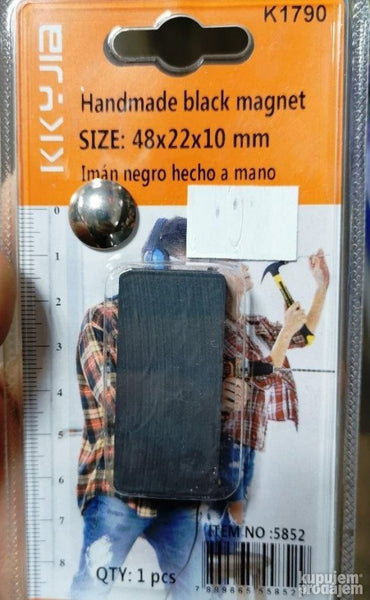 K1790
KKYJIA
Handmade black magnet
SIZE: 48x22x10 mm
Imán negro hecho a mano
0
1
2
3
4
5
6
7
8
ITEM NO :5852
QTY: 1 pcs
kupujem
prodajem